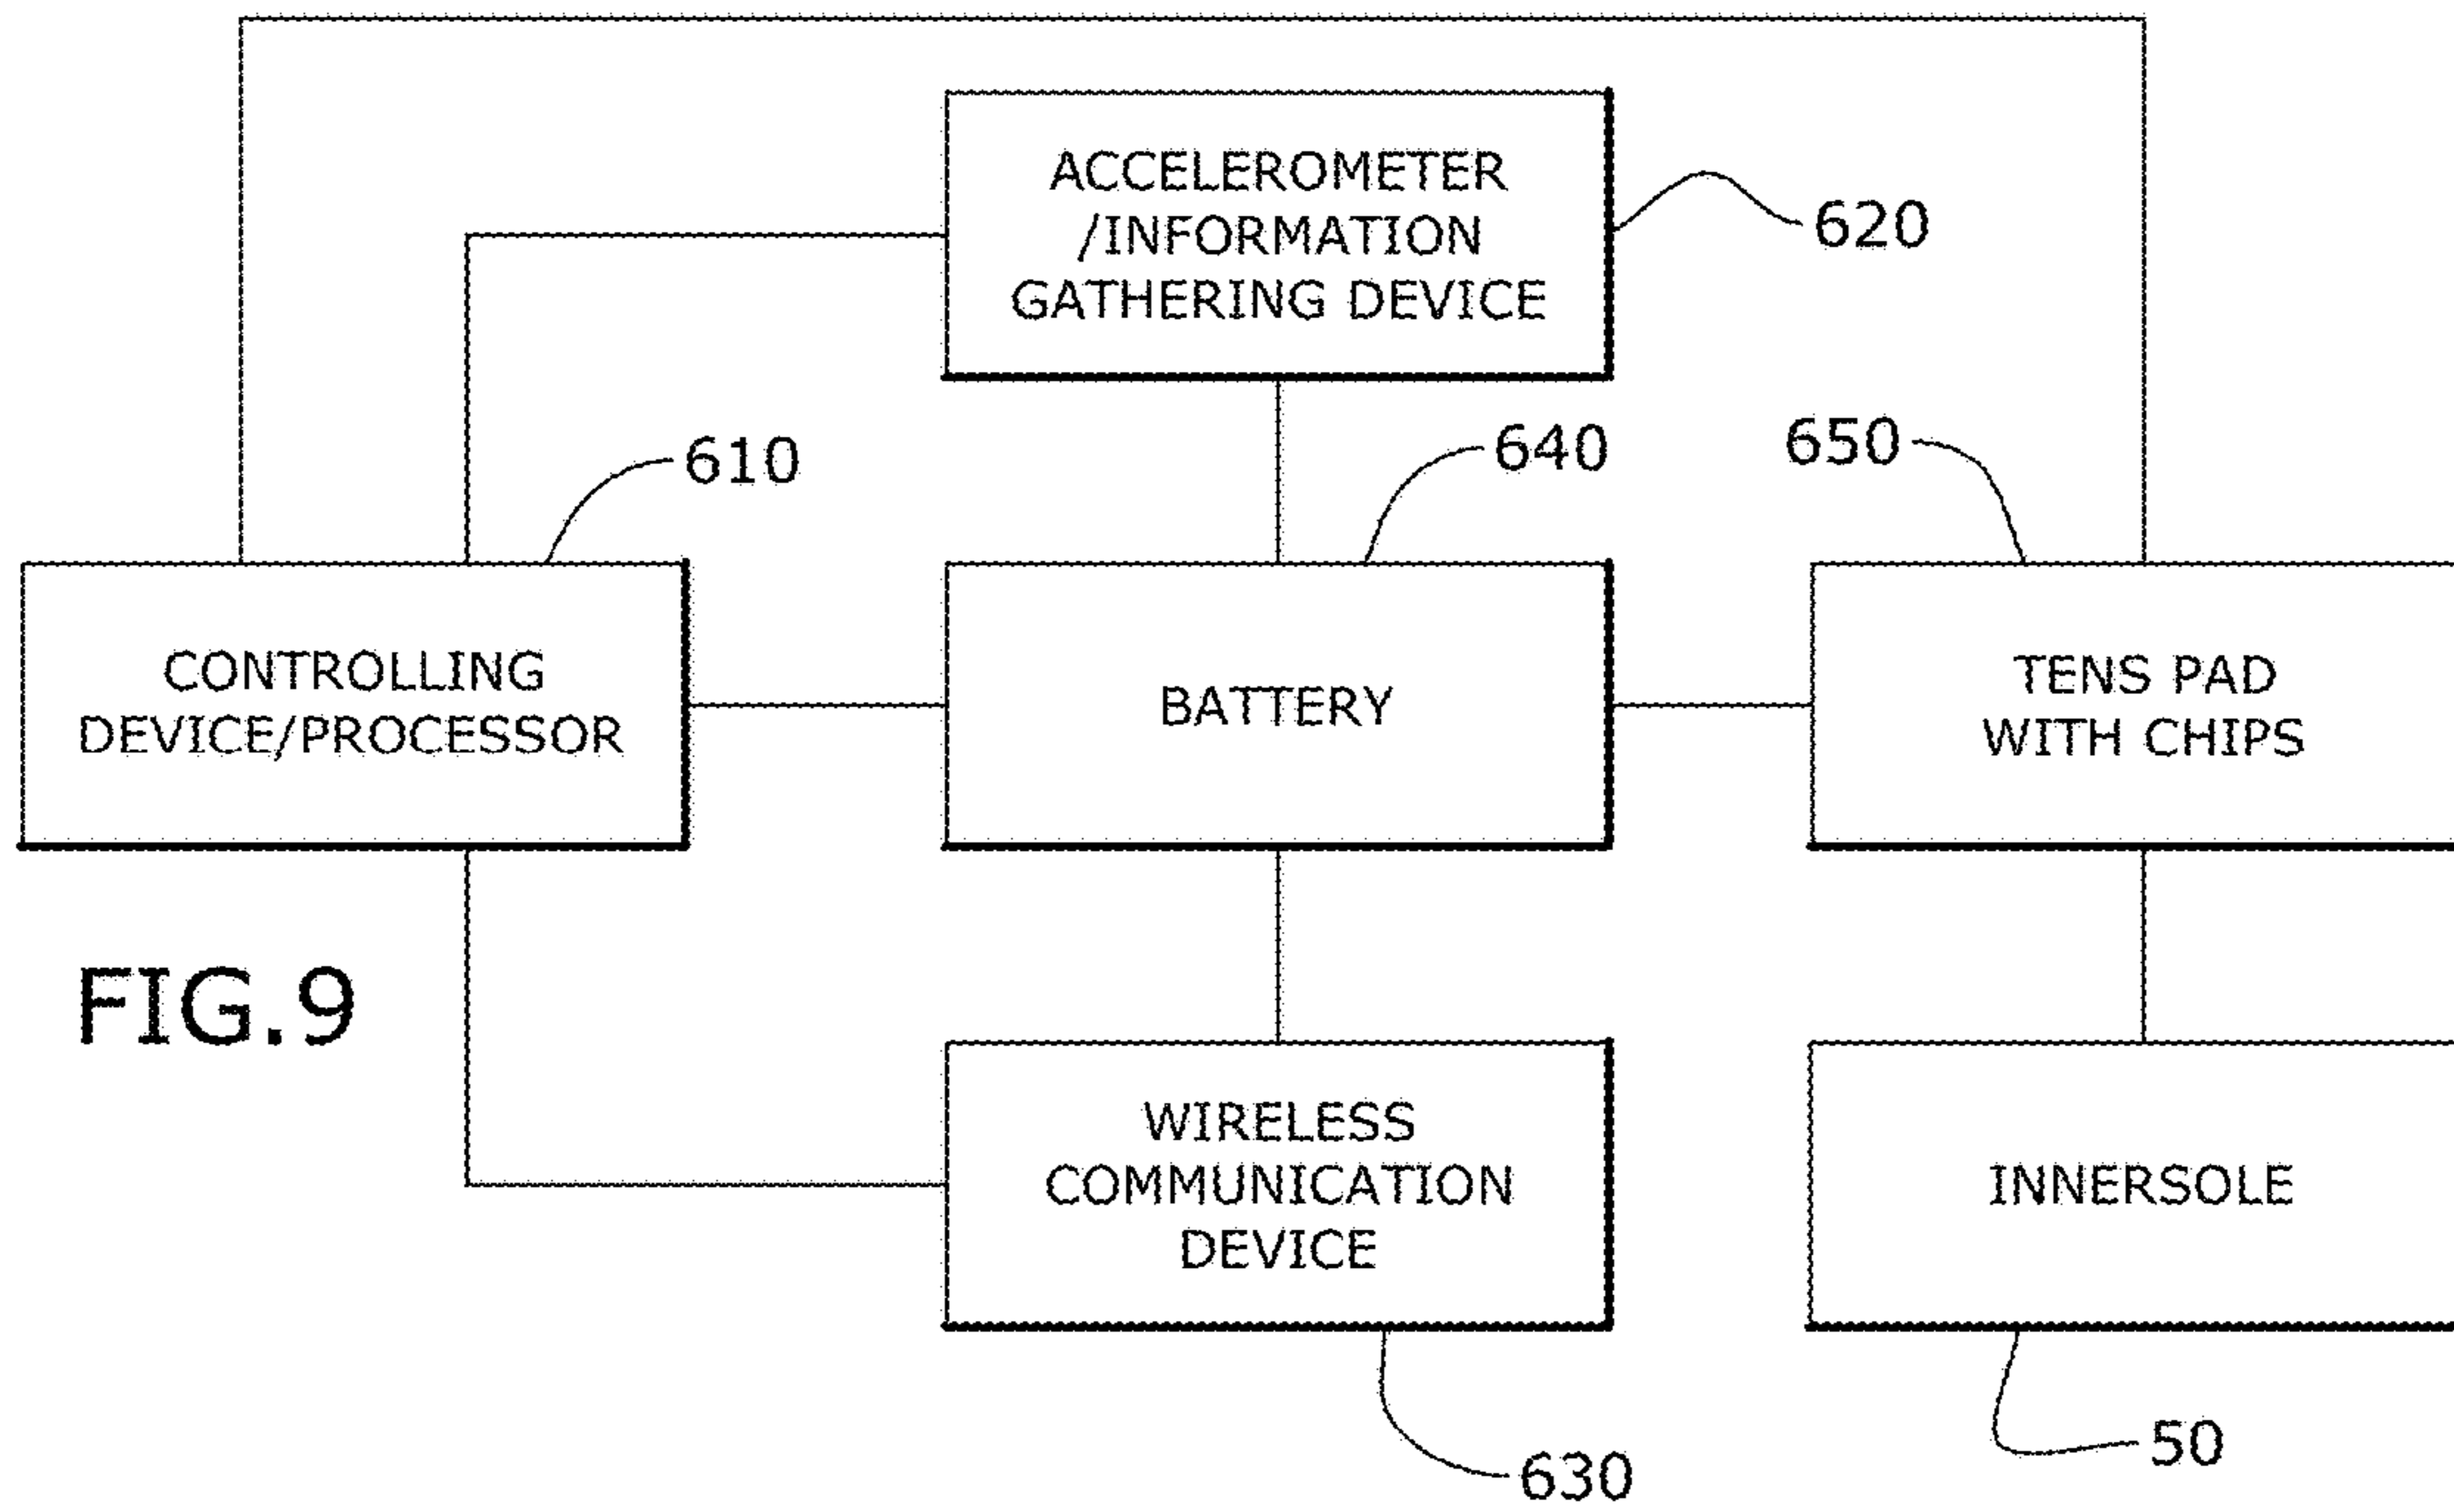 ACCELEROMETER
/INFORMATION
GATHERING DEVICE
620
610
640
650
CONTROLLING
DEVICE/PROCESSOR
BATTERY
TENS PAD
WITH CHIPS
FIG.9
WIRELESS
COMMUNICATION
DEVICE
INNERSOLE
630
50